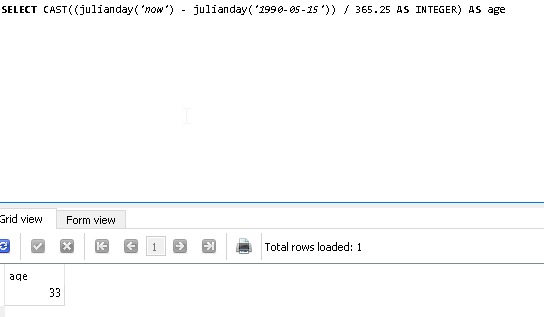 SELECT CAST((julianday('now') - julianday('1990-05-15')) / 365.25 AS INTEGER) AS age
Grid view Form view
1 Total rows loaded: 1
age
33